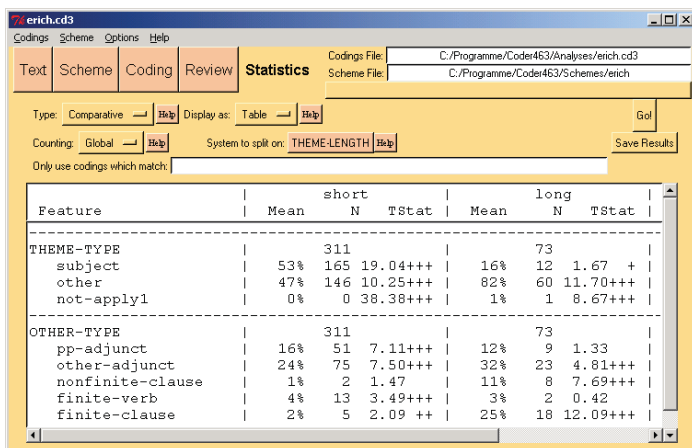 erich.cd3
Codings Scheme Options Help
Text Scheme Coding Review Statistics
Codings File: C:/Programme/Coder463/Analyses/erich.cd3
Scheme File: C:/Programme/Coder463/Schemes/erich
Type: Comparative Help Display as: Table Help Go!
Counting: Global Help System to split on: THEME-LENGTH Help Save Results
Only use codings which match:
| short | long |
Feature | Mean N TStat | Mean N TStat |
THEME-TYPE | 311 | 73 |
subject | 53% 165 19.04+++ | 16% 12 1.67 + |
other | 47% 146 10.25+++ | 82% 60 11.70+++ |
not-apply1 | 0% 0 38.38+++ | 1% 1 8.67+++ |
OTHER-TYPE | 311 | 73 |
pp-adjunct | 16% 51 7.11+++ | 12% 9 1.33 |
other-adjunct | 24% 75 7.50+++ | 32% 23 4.81+++ |
nonfinite-clause | 1% 2 1.47 | 11% 8 7.69+++ |
finite-verb | 4% 13 3.49+++ | 3% 2 0.42 |
finite-clause | 2% 5 2.09 ++ | 25% 18 12.09+++ |